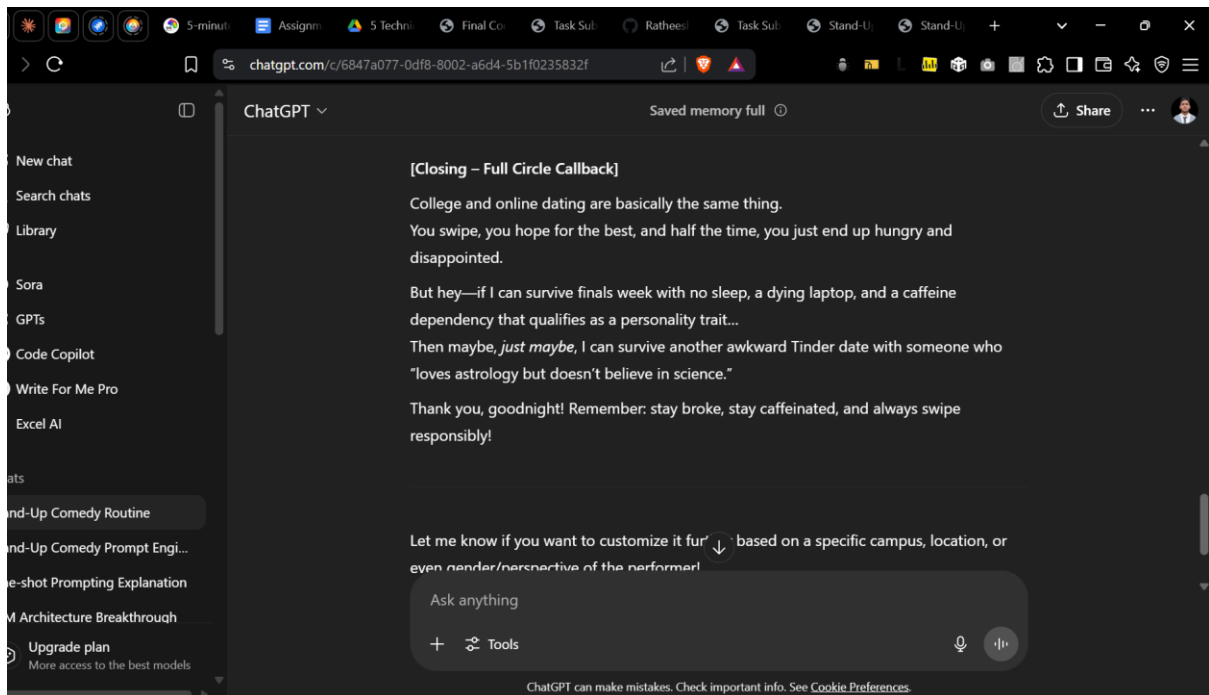 5-minut
Assignm
5 Techni
Final Co
Task Sub
Ratheesl
Task Sub
Stand-U
Stand-U
chatgpt.com/c/6847a077-0df8-8002-a6d4-5b1f0235832f
ChatGPT
Saved memory full
Share
New chat
Search chats
Library
Sora
GPTs
Code Copilot
Write For Me Pro
Excel AI
ats
nd-Up Comedy Routine
nd-Up Comedy Prompt Engi...
e-shot Prompting Explanation
M Architecture Breakthrough
Upgrade plan
More access to the best models
[Closing – Full Circle Callback]
College and online dating are basically the same thing.
You swipe, you hope for the best, and half the time, you just end up hungry and
disappointed.
But hey—if I can survive finals week with no sleep, a dying laptop, and a caffeine
dependency that qualifies as a personality trait...
Then maybe, just maybe, I can survive another awkward Tinder date with someone who
“loves astrology but doesn’t believe in science.”
Thank you, goodnight! Remember: stay broke, stay caffeinated, and always swipe
responsibly!
Let me know if you want to customize it fur based on a specific campus, location, or
even gender/perspective of the performer!
Ask anything
Tools
ChatGPT can make mistakes. Check important info. See Cookie Preferences.